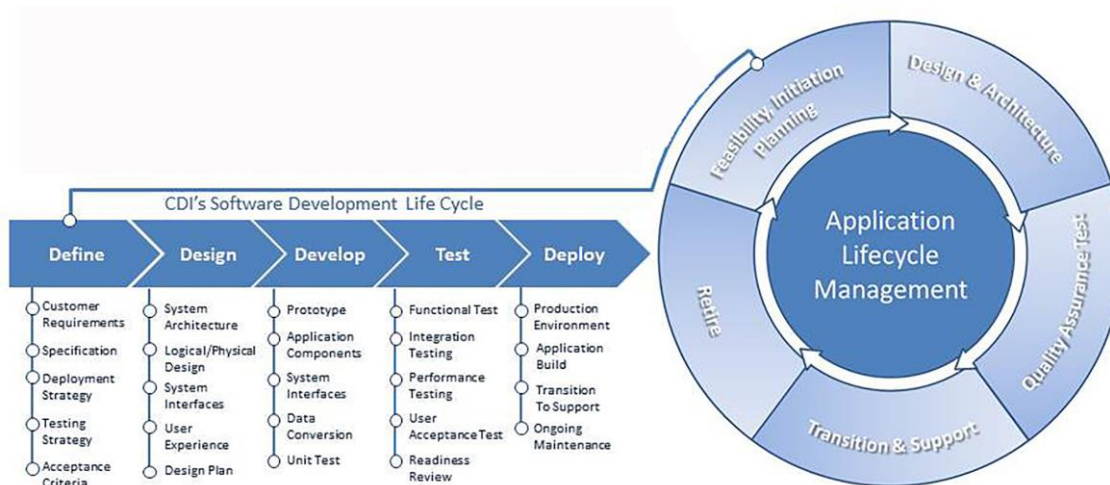 CDI's Software Development Life Cycle
Define
Customer
Requirements
Specification
Deployment
Strategy
Testing
Strategy
Acceptance
Criteria
Design
System
Architecture
Logical/Physical
Design
System
Interfaces
User
Experience
Design Plan
Develop
Prototype
Application
Components
System
Interfaces
Data
Conversion
Unit Test
Test
Functional Test
Integration
Testing
Performance
Testing
User
Acceptance Test
Readiness
Review
Deploy
Production
Environment
Application
Build
Transition
To Support
Ongoing
Maintenance
Application
Lifecycle
Management
Feasibility, Initiation
Planning
Design & Architecture
Quality Assurance Test
Transition & Support
Retire